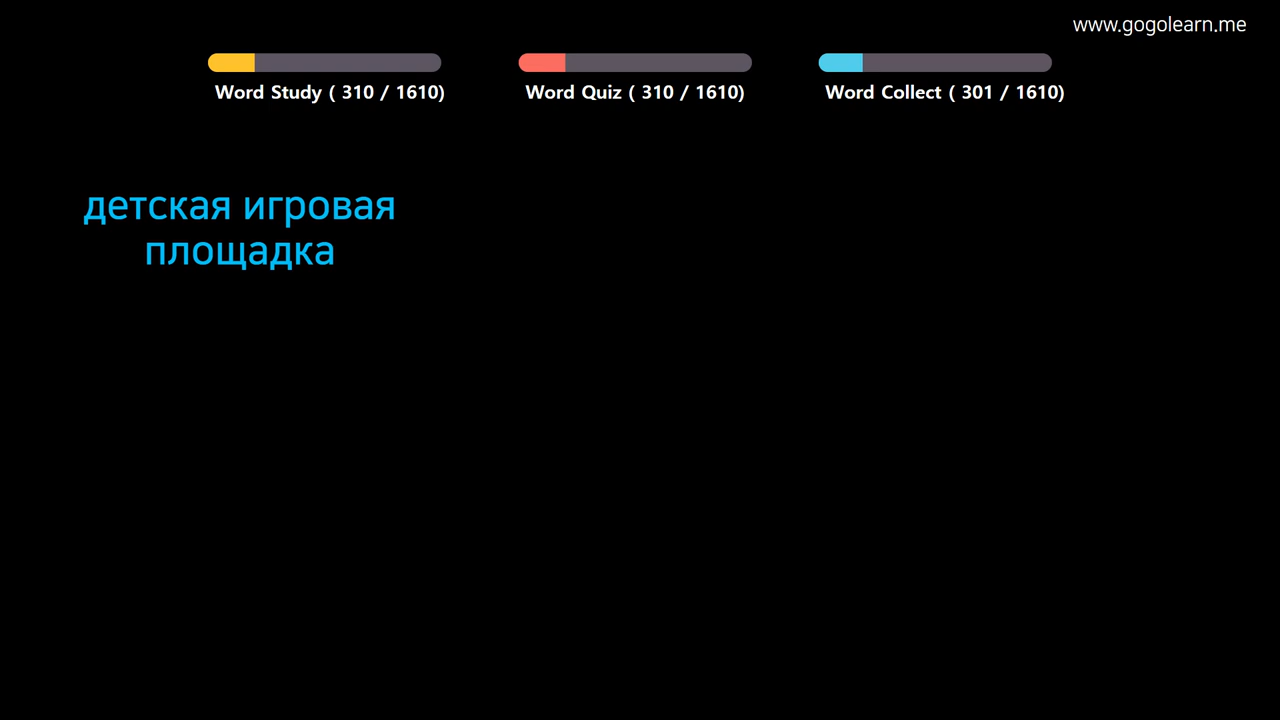 www.gogolearn.me
Word Study ( 310 / 1610)
Word Quiz ( 310 / 1610)
Word Collect ( 301 / 1610)
детская игровая
площадка